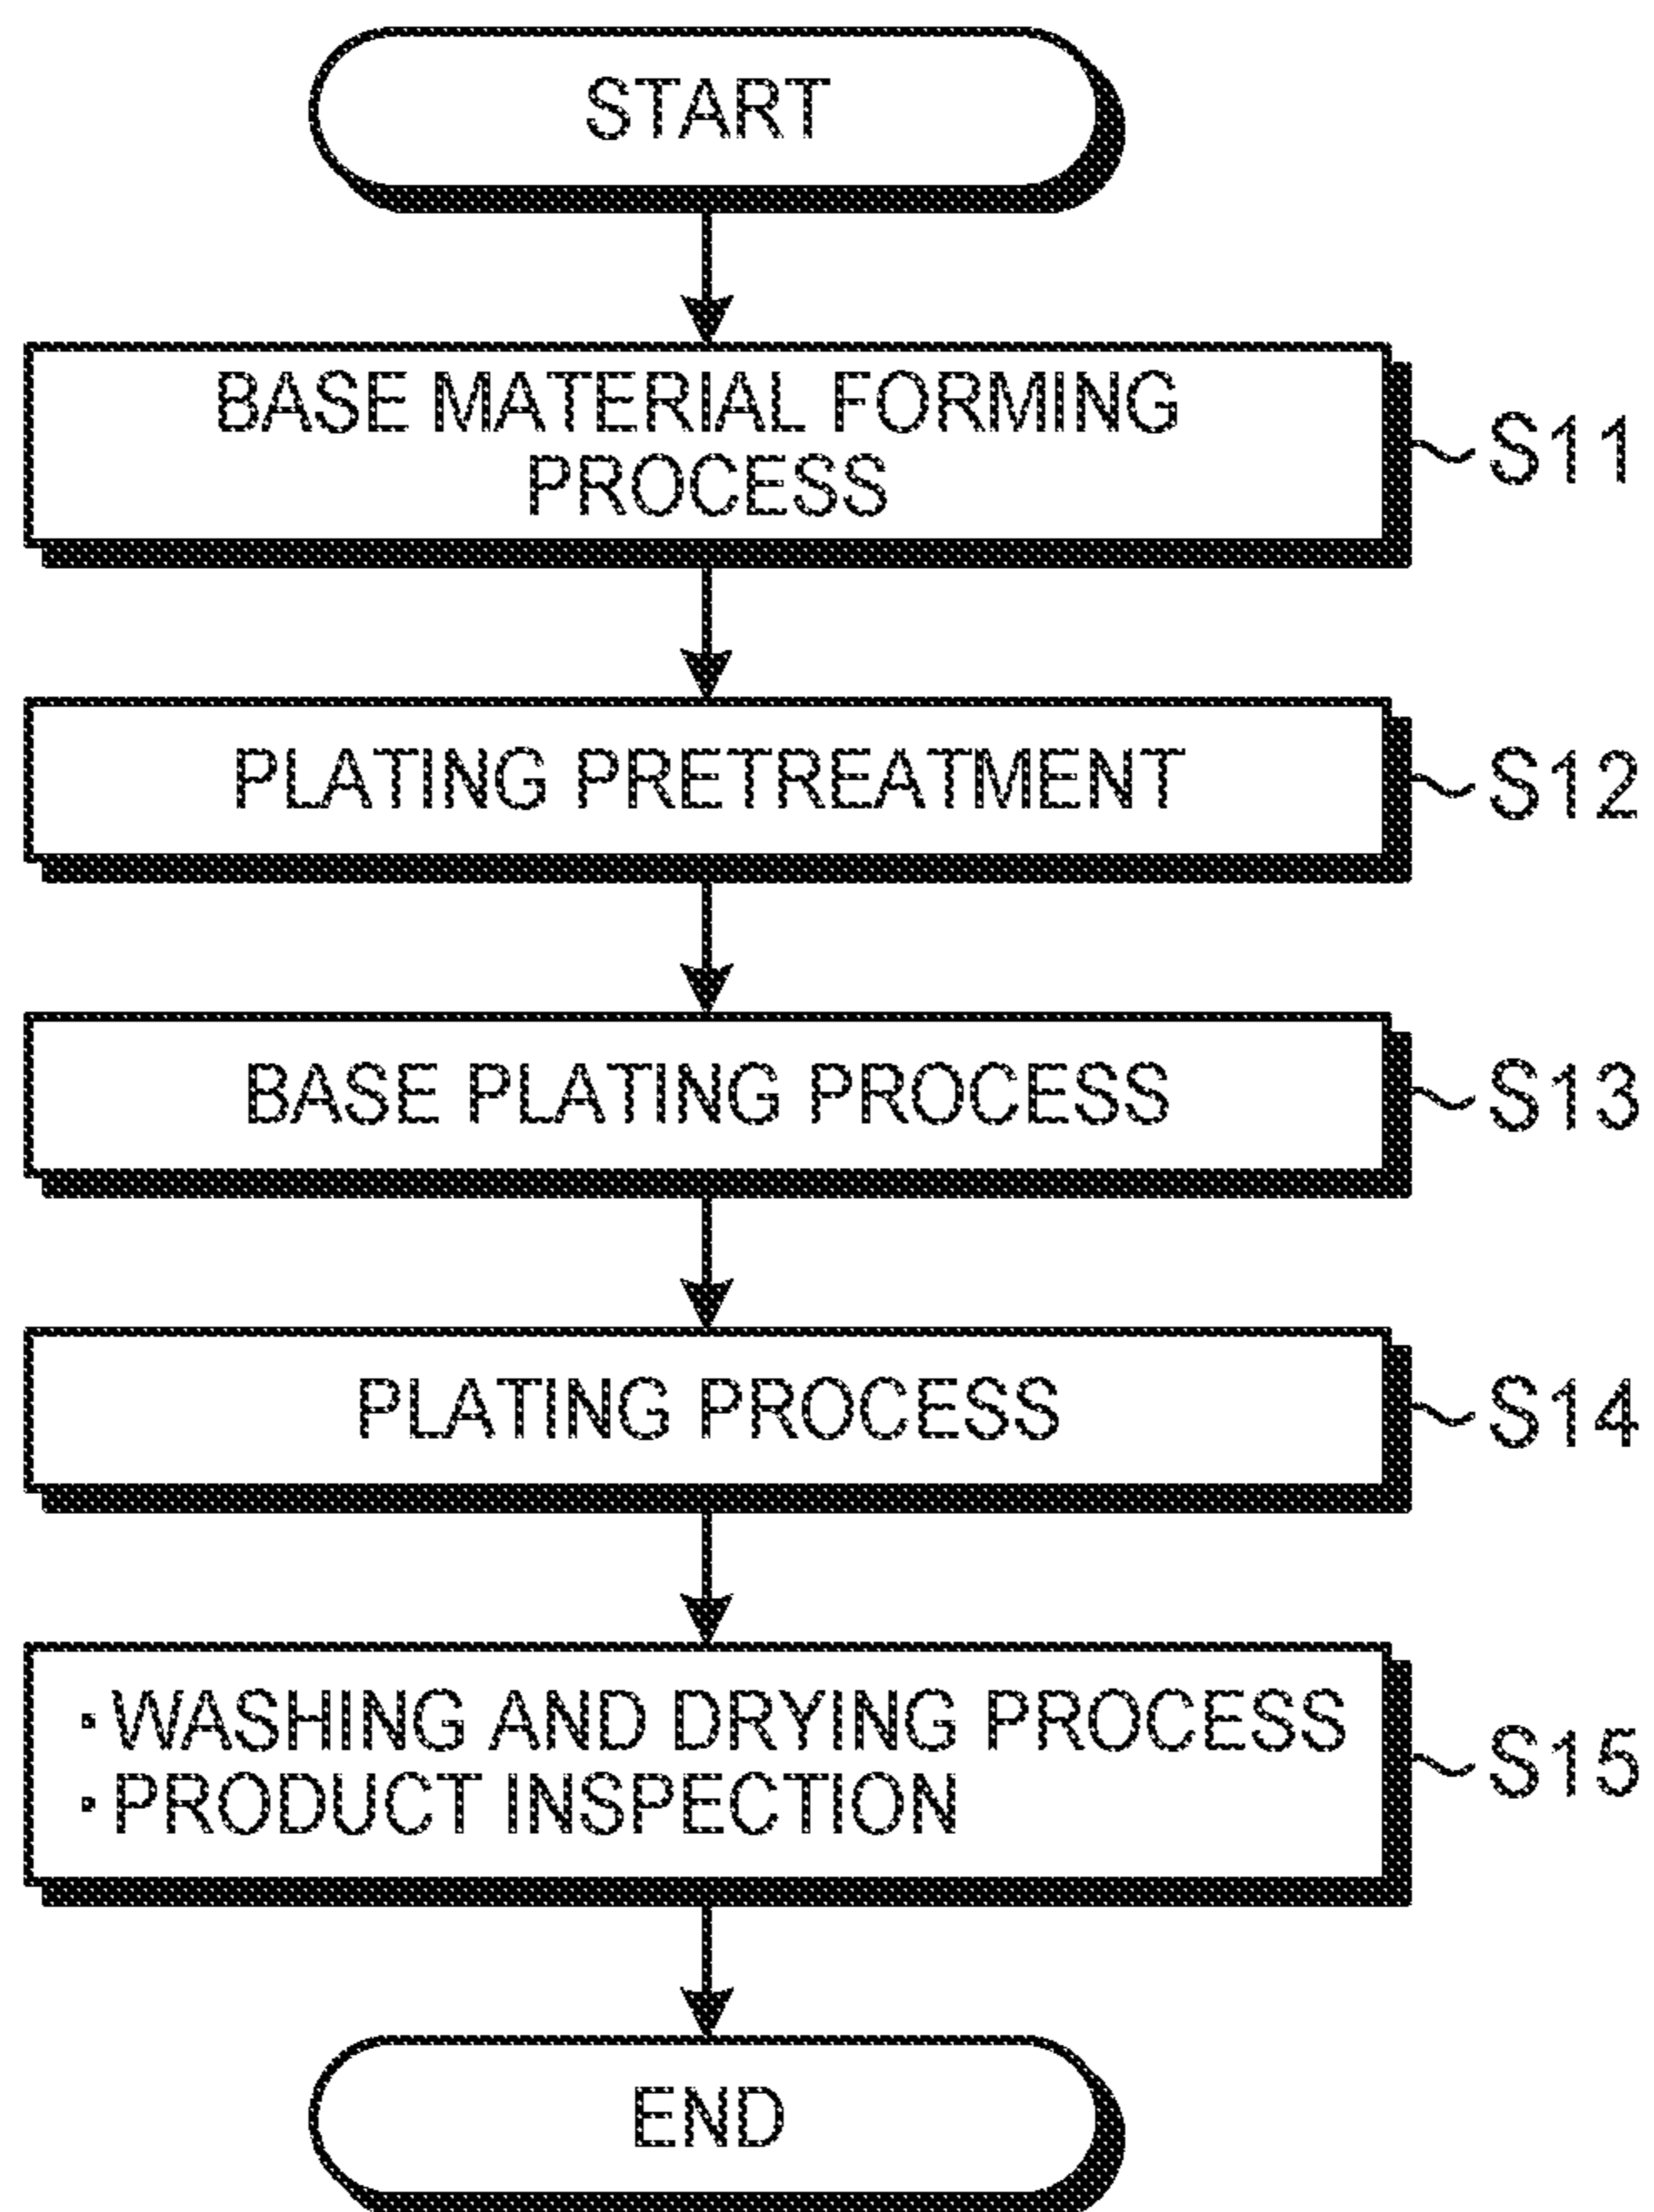 START
BASE MATERIAL FORMING
PROCESS
S11
PLATING PRETREATMENT
S12
BASE PLATING PROCESS
S13
PLATING PROCESS
S14
・WASHING AND DRYING PROCESS
・PRODUCT INSPECTION
S15
END